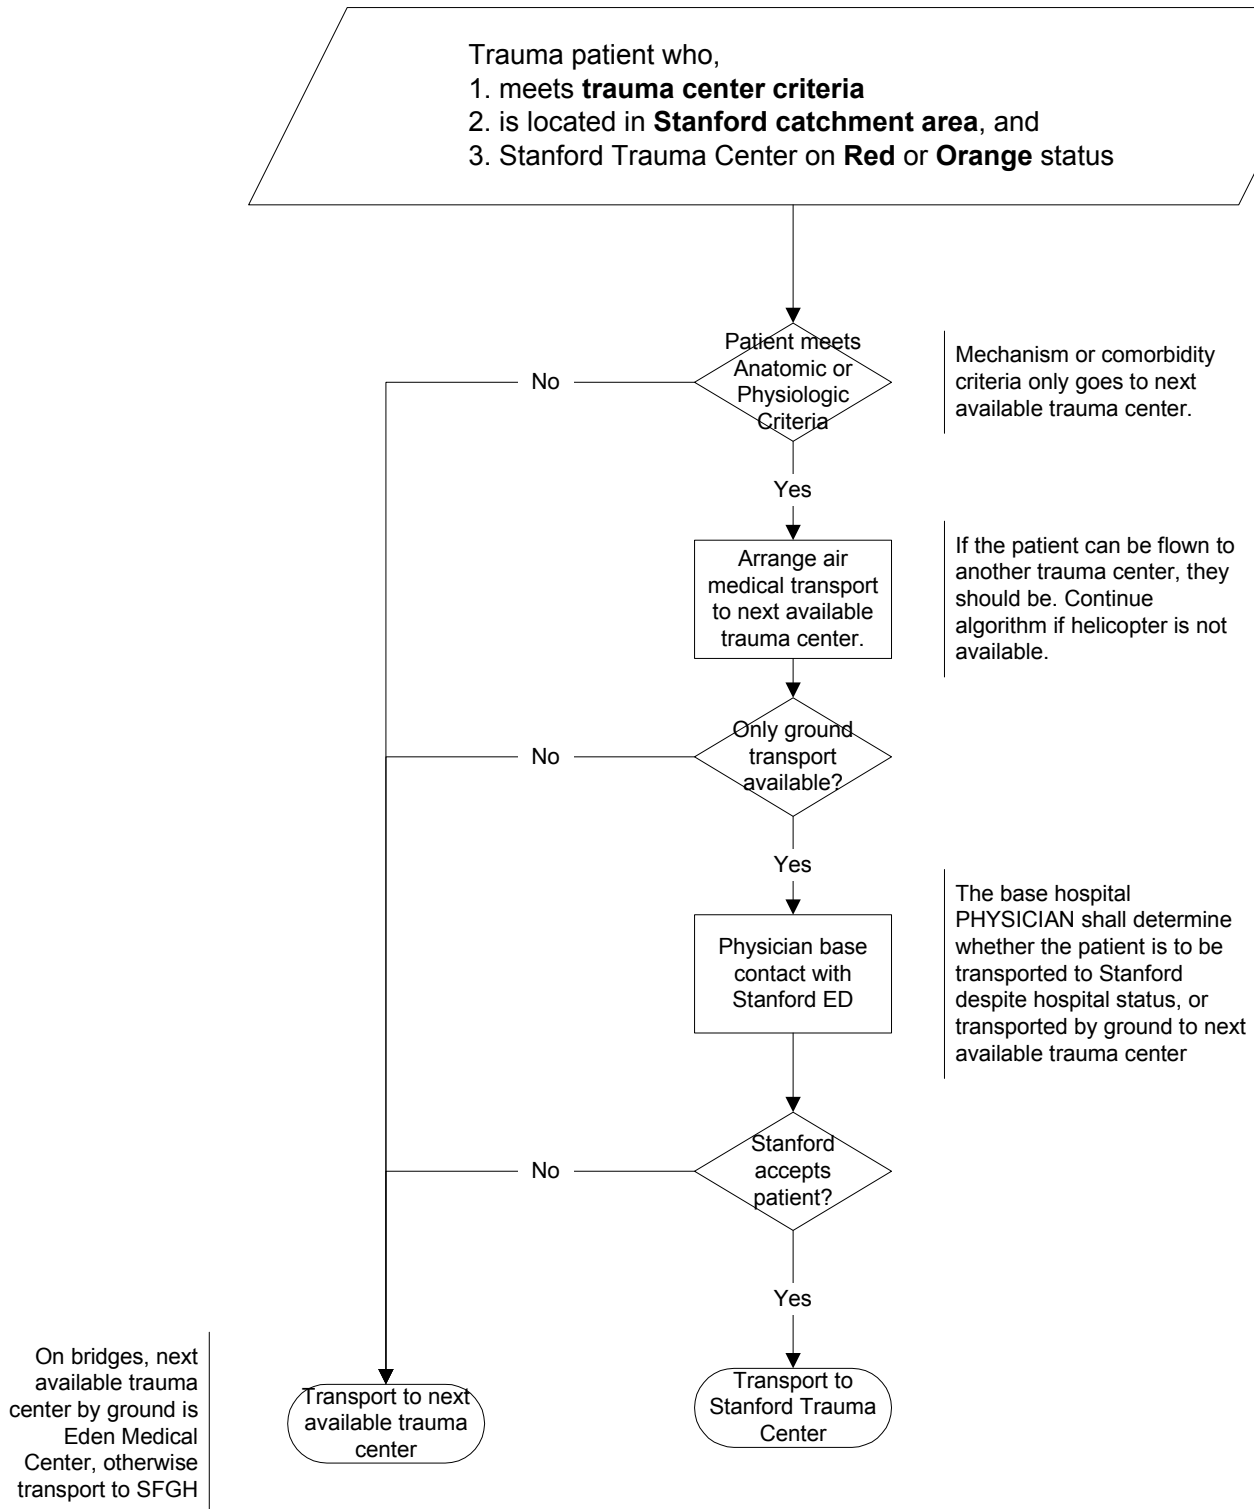 Trauma patient who,
1. meets trauma center criteria
2. is located in Stanford catchment area, and
3. Stanford Trauma Center on Red or Orange status
Patient meets
Anatomic or
Physiologic
Criteria
No
Mechanism or comorbidity
criteria only goes to next
available trauma center.
Yes
Arrange air
medical transport
to next available
trauma center.
If the patient can be flown to
another trauma center, they
should be. Continue
algorithm if helicopter is not
available.
Only ground
transport
available?
No
Yes
Physician base
contact with
Stanford ED
The base hospital
PHYSICIAN shall determine
whether the patient is to be
transported to Stanford
despite hospital status, or
transported by ground to next
available trauma center
Stanford
accepts
patient?
No
Yes
On bridges, next
available trauma
center by ground is
Eden Medical
Center, otherwise
transport to SFGH
Transport to next
available trauma
center
Transport to
Stanford Trauma
Center